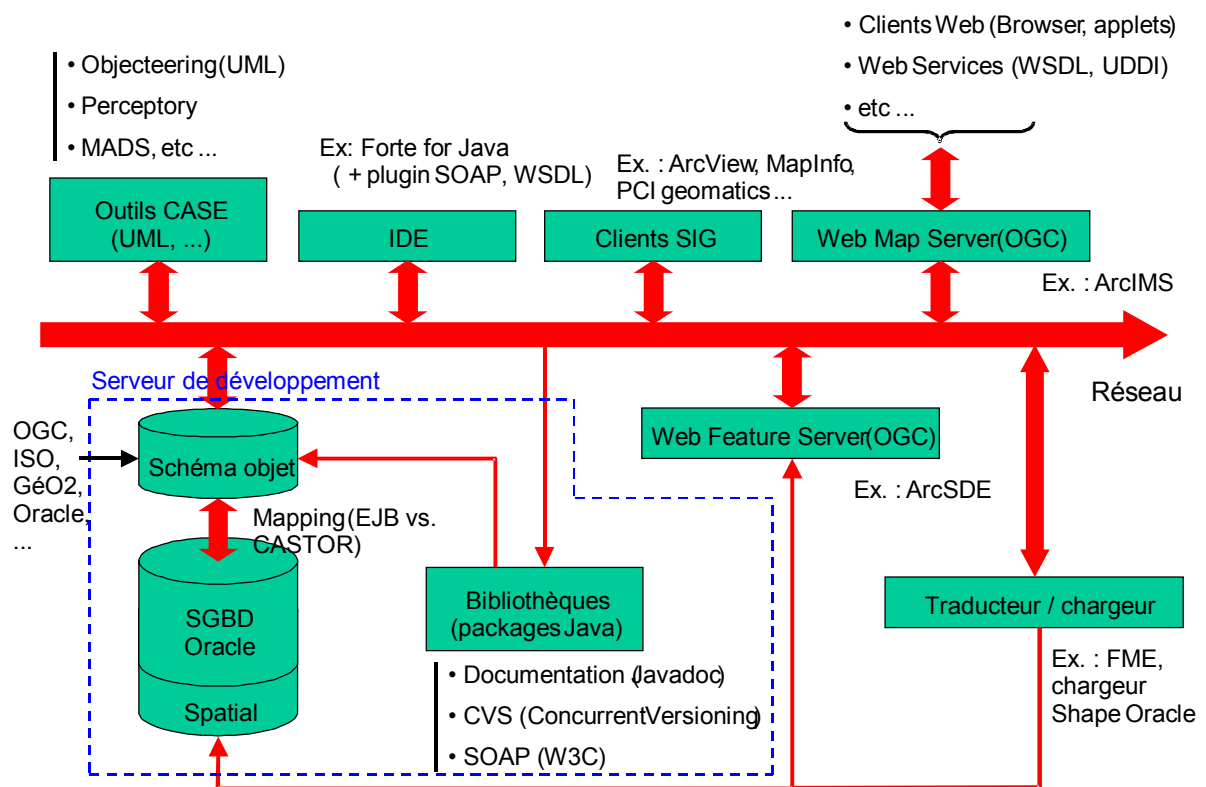 • Clients Web (Browser, applets)
• Web Services (WSDL, UDDI)
• etc ...
• Objecteering (UML)
• Perceptory
• MADS, etc ...
Ex: Forte for Java
( + plugin SOAP, WSDL)
Ex. : ArcView, MapInfo,
PCI geomatics ...
Outils CASE
(UML, ...)
IDE
Clients SIG
Web Map Server(OGC)
Ex. : ArcIMS
Réseau
Serveur de développement
OGC,
ISO,
GéO2,
Oracle,
...
Schéma objet
Web Feature Server(OGC)
Ex. : ArcSDE
Mapping (EJB vs.
CASTOR)
SGBD
Oracle
Spatial
Bibliothèques
(packages Java)
• Documentation (Javadoc)
• CVS (Concurrent Versioning)
• SOAP (W3C)
Traducteur / chargeur
Ex. : FME,
chargeur
Shape Oracle